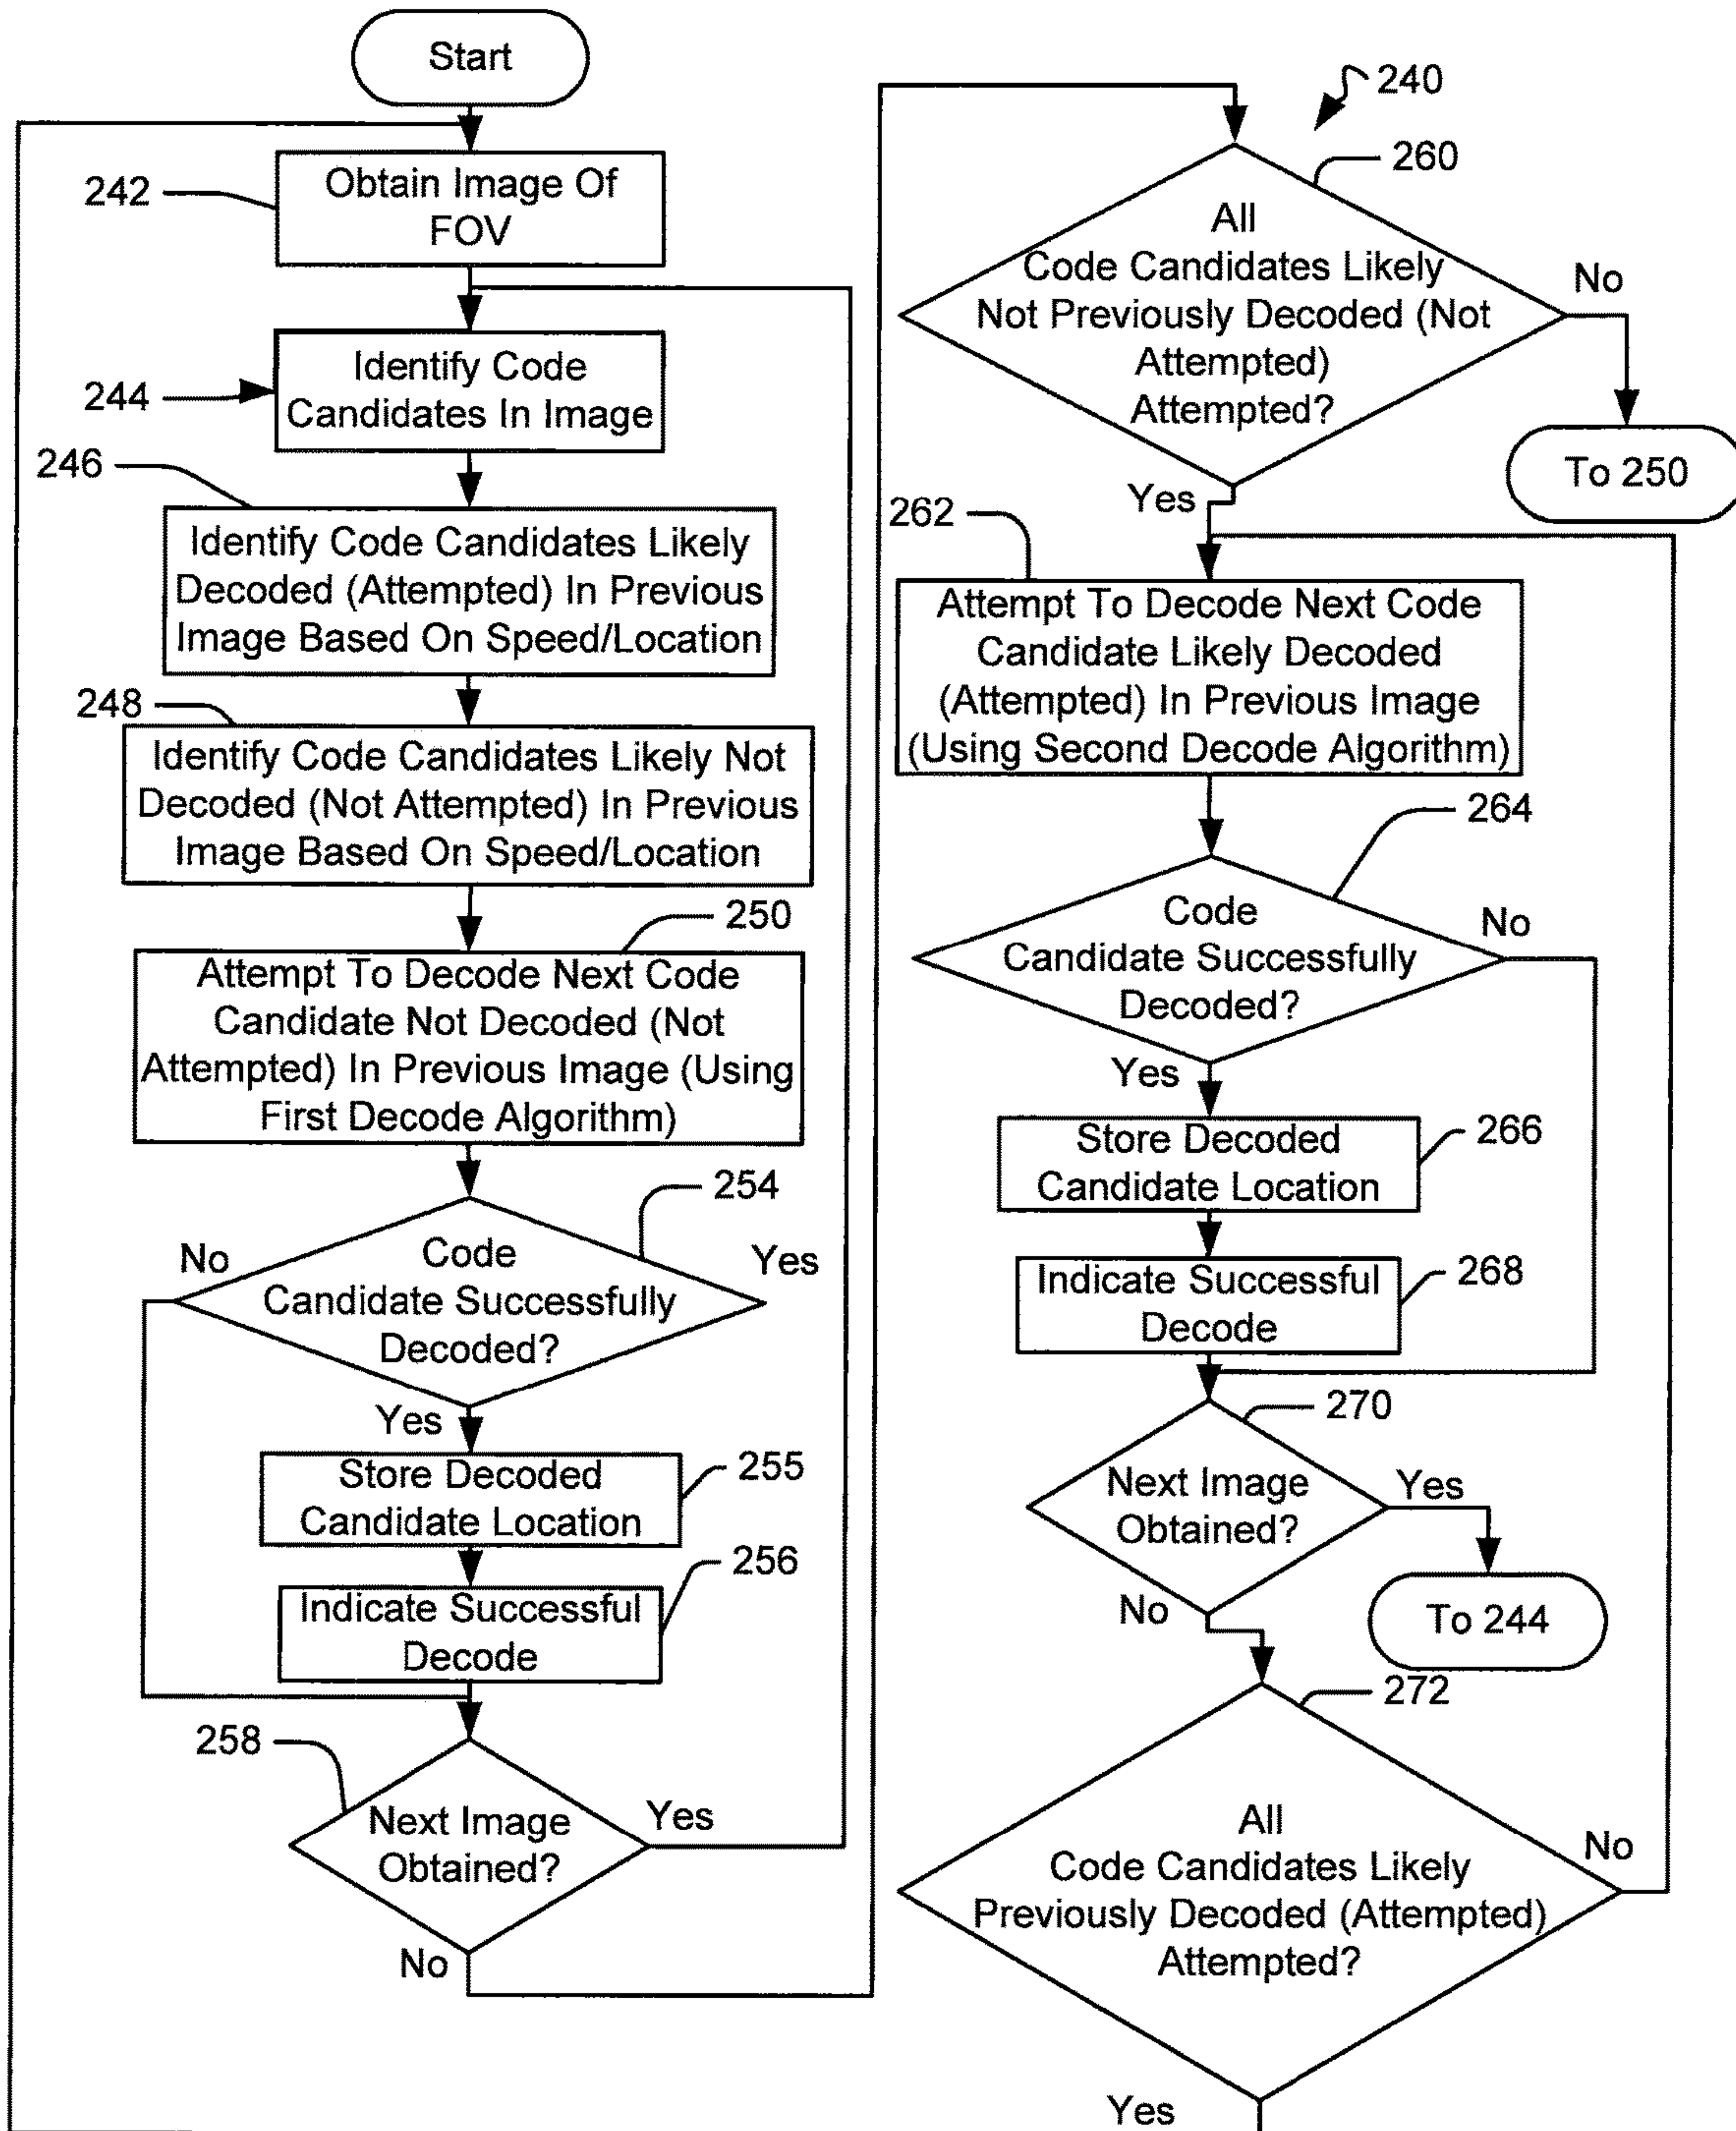 Start
242
Obtain Image Of
FOV
244
Identify Code
Candidates In Image
246
Identify Code Candidates Likely
Decoded (Attempted) In Previous
Image Based On Speed/Location
248
Identify Code Candidates Likely Not
Decoded (Not Attempted) In Previous
Image Based On Speed/Location
250
Attempt To Decode Next Code
Candidate Not Decoded (Not
Attempted) In Previous Image (Using
First Decode Algorithm)
254
No
Yes
Code
Candidate Successfully
Decoded?
Yes
Store Decoded
Candidate Location
255
256
Indicate Successful
Decode
258
Next Image
Obtained?
Yes
No
240
260
All
Code Candidates Likely
Not Previously Decoded (Not
Attempted)
Attempted?
No
To 250
Yes
262
Attempt To Decode Next Code
Candidate Likely Decoded
(Attempted) In Previous Image
(Using Second Decode Algorithm)
264
Code
Candidate Successfully
Decoded?
No
Yes
Store Decoded
Candidate Location
266
Indicate Successful
Decode
268
270
Next Image
Obtained?
Yes
To 244
No
272
All
Code Candidates Likely
Previously Decoded (Attempted)
Attempted?
No
Yes